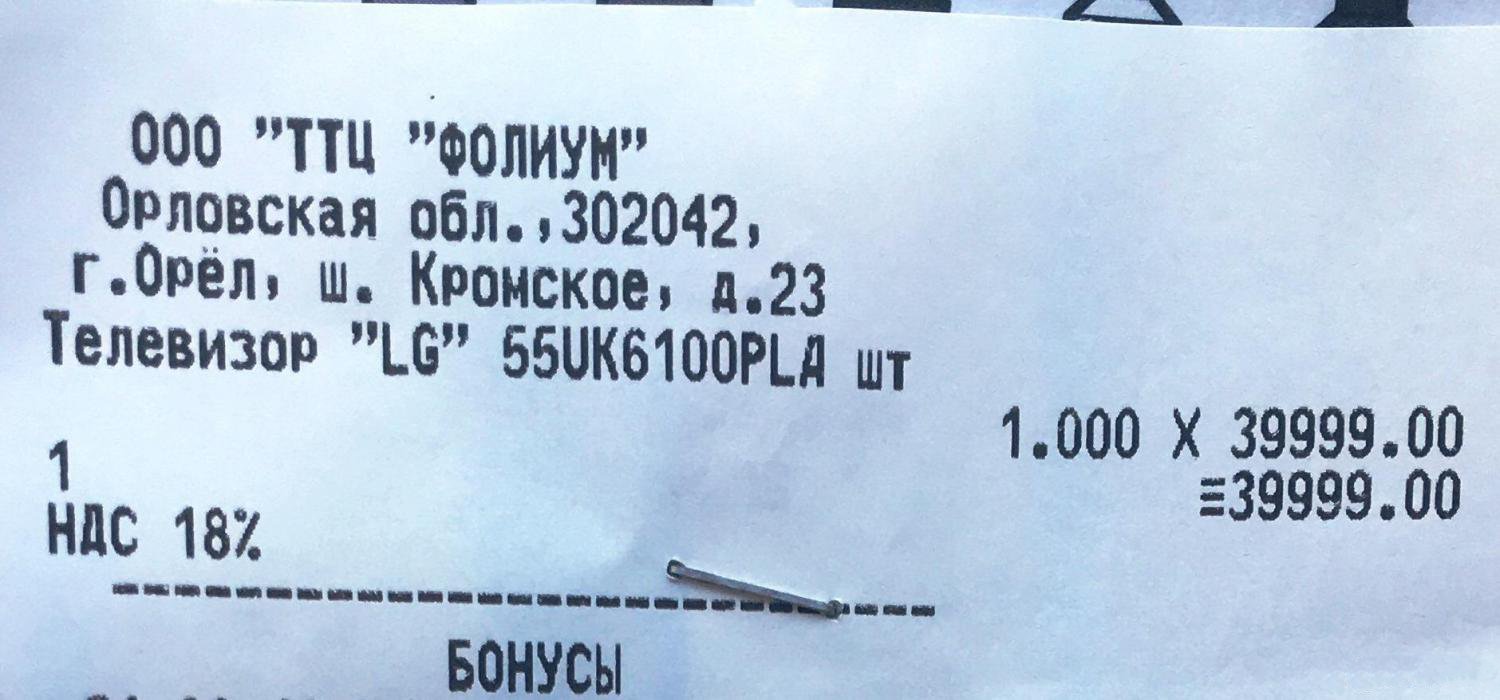 ООО "ТТЦ "ФОЛИУМ"
Орловская обл.,302042,
г.Орёл, ш. Кромское, д.23
Телевизор "LG" 55UK6100PLA шт
1.000 X 39999.00
1
≡39999.00
НДС 18%
БОНУСЫ